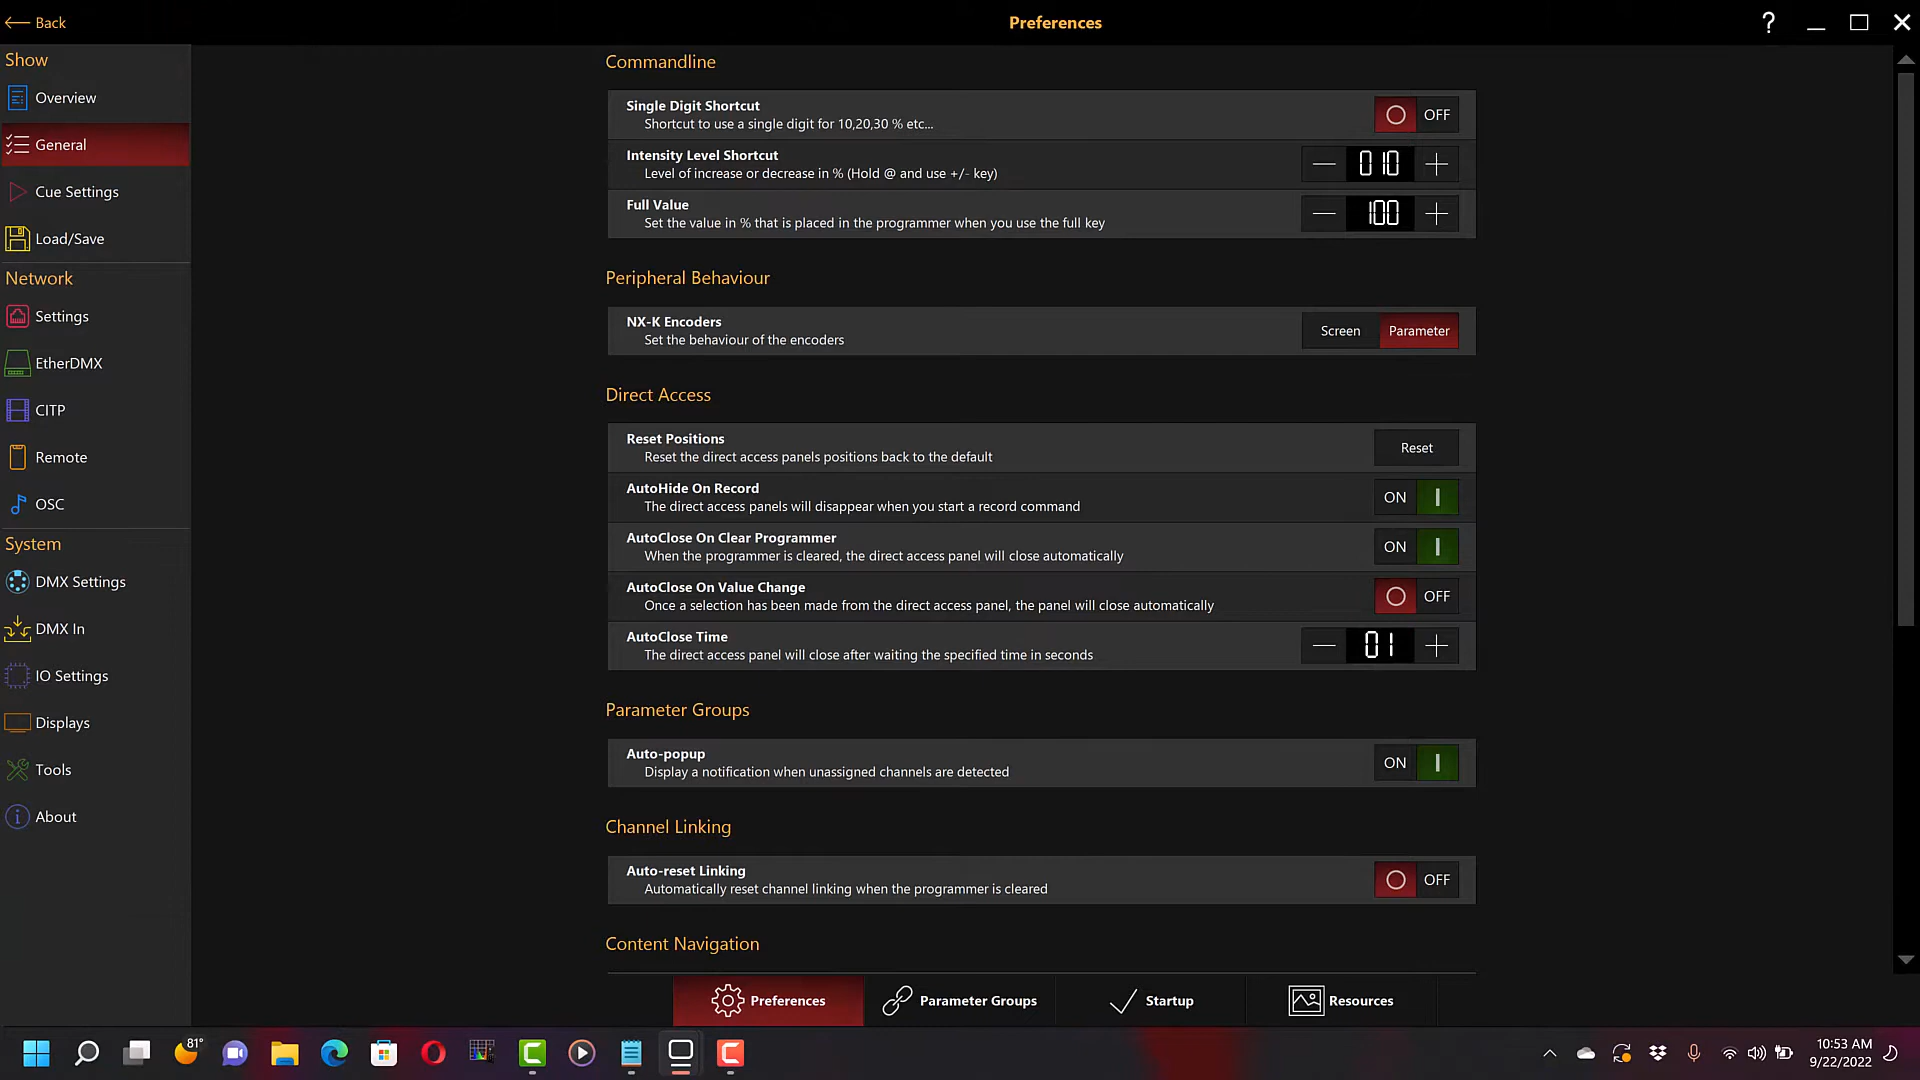 Back
Preferences
?
Show
Overview
General
Cue Settings
Load/Save
Network
Settings
EtherDMX
CITP
Remote
OSC
System
DMX Settings
DMX In
IO Settings
Displays
Tools
About
Commandline
Single Digit Shortcut
Shortcut to use a single digit for 10,20,30 % etc...
OFF
Intensity Level Shortcut
Level of increase or decrease in % (Hold @ and use +/- key)
010
Full Value
Set the value in % that is placed in the programmer when you use the full key
100
Peripheral Behaviour
NX-K Encoders
Set the behaviour of the encoders
Screen
Parameter
Direct Access
Reset Positions
Reset the direct access panels positions back to the default
Reset
AutoHide On Record
The direct access panels will disappear when you start a record command
ON
AutoClose On Clear Programmer
When the programmer is cleared, the direct access panel will close automatically
ON
AutoClose On Value Change
Once a selection has been made from the direct access panel, the panel will close automatically
OFF
AutoClose Time
The direct access panel will close after waiting the specified time in seconds
01
Parameter Groups
Auto-popup
Display a notification when unassigned channels are detected
ON
Channel Linking
Auto-reset Linking
Automatically reset channel linking when the programmer is cleared
OFF
Content Navigation
Preferences
Parameter Groups
Startup
Resources
81°
10:53 AM
9/22/2022